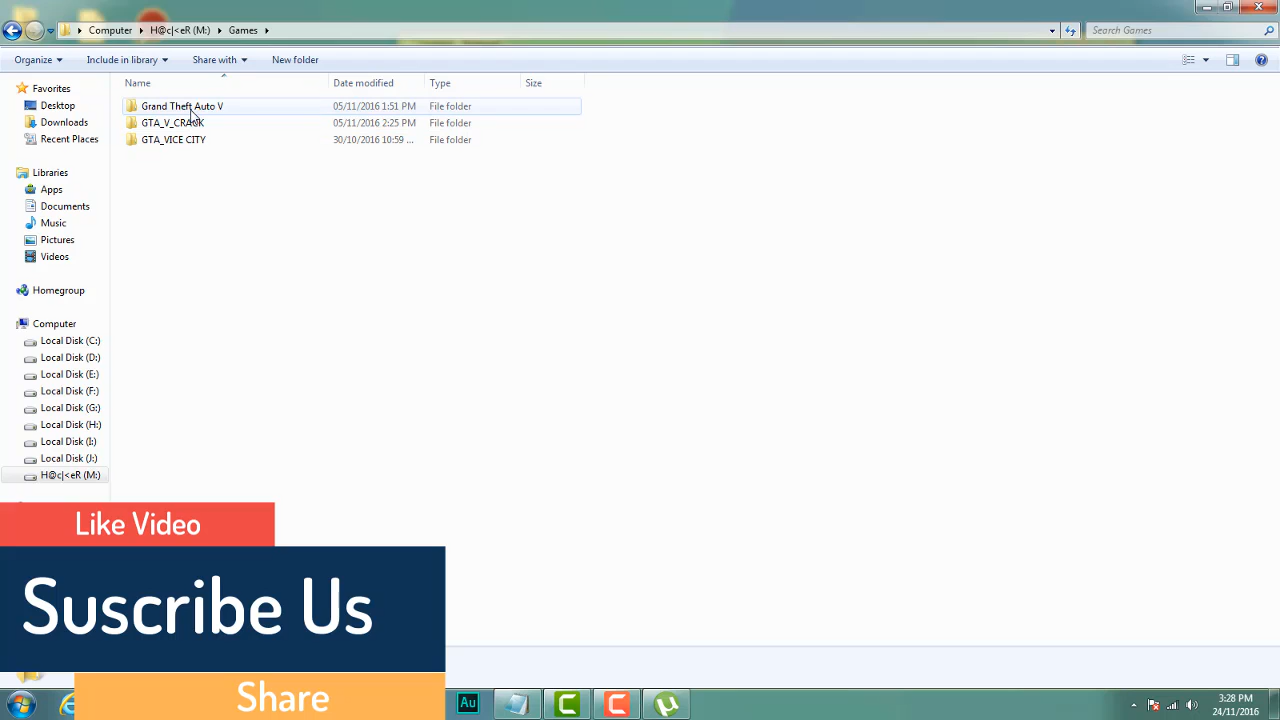 Computer H@c|<eR (M:) Games
Search Games
Organize Include in library Share with New folder
Name Date modified Type Size
Grand Theft Auto V 05/11/2016 1:51 PM File folder
GTA_V_CRACK 05/11/2016 2:25 PM File folder
GTA_VICE CITY 30/10/2016 10:59 ... File folder
Favorites
Desktop
Downloads
Recent Places
Libraries
Apps
Documents
Music
Pictures
Videos
Homegroup
Computer
Local Disk (C:)
Local Disk (D:)
Local Disk (E:)
Local Disk (F:)
Local Disk (G:)
Local Disk (H:)
Local Disk (I:)
Local Disk (J:)
H@c|<eR (M:)
Like Video
Suscribe Us
Share
Au
3:28 PM
24/11/2016